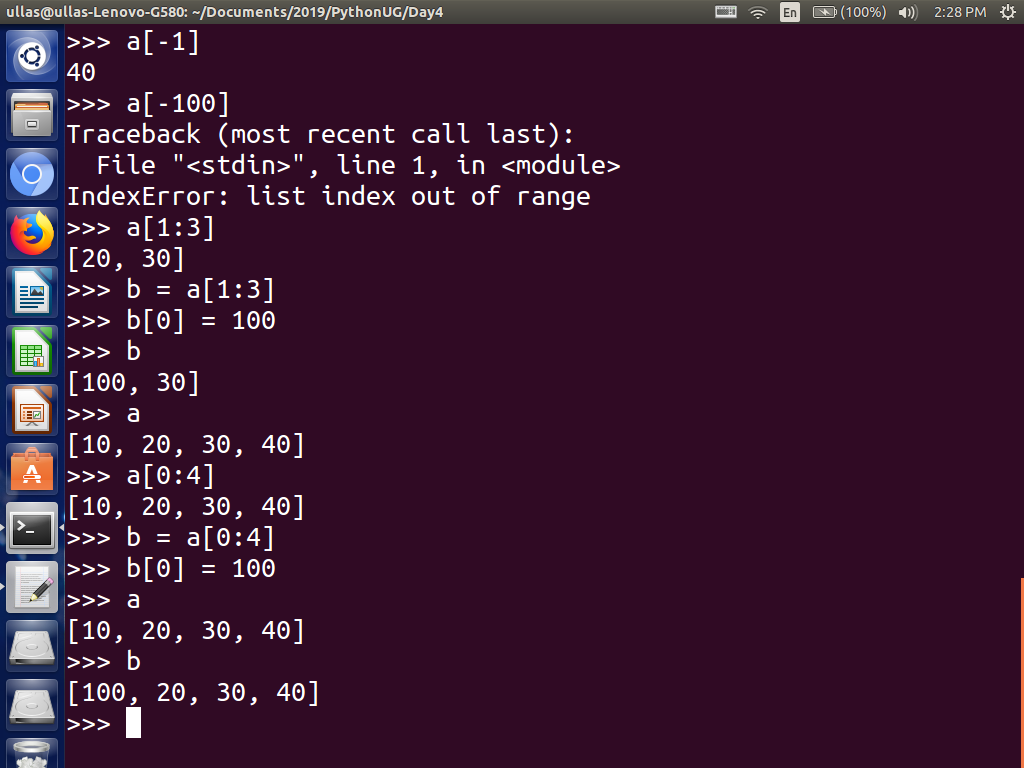 ullas@ullas-Lenovo-G580: ~/Documents/2019/PythonUG/Day4
En
(100%)
2:28 PM
>>> a[-1]
40
>>> a[-100]
Traceback (most recent call last):
  File "<stdin>", line 1, in <module>
IndexError: list index out of range
>>> a[1:3]
[20, 30]
>>> b = a[1:3]
>>> b[0] = 100
>>> b
[100, 30]
>>> a
[10, 20, 30, 40]
>>> a[0:4]
[10, 20, 30, 40]
>>> b = a[0:4]
>>> b[0] = 100
>>> a
[10, 20, 30, 40]
>>> b
[100, 20, 30, 40]
>>>